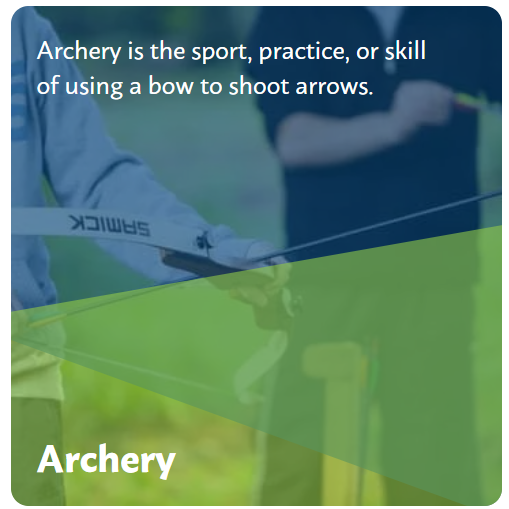 Archery is the sport, practice, or skill
of using a bow to shoot arrows.
SAMICK
Archery